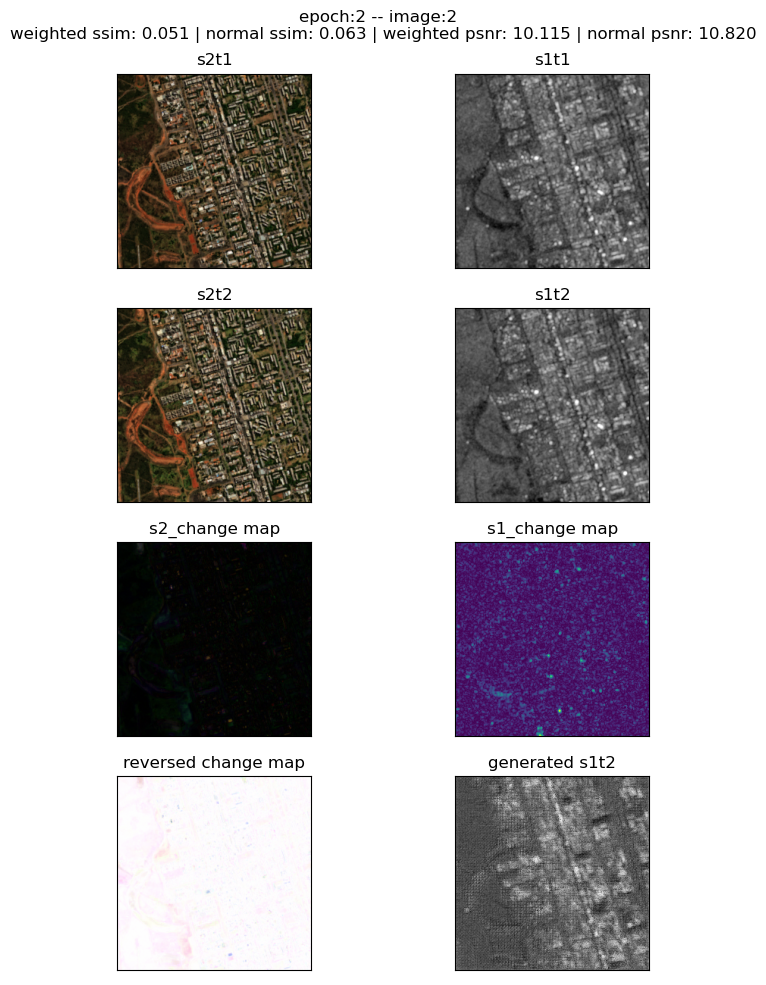 epoch:2 -- image:2
weighted ssim: 0.051 | normal ssim: 0.063 | weighted psnr: 10.115 | normal psnr: 10.820
s2t1
s1t1
s2t2
s1t2
s2_change map
s1_change map
reversed change map
generated s1t2